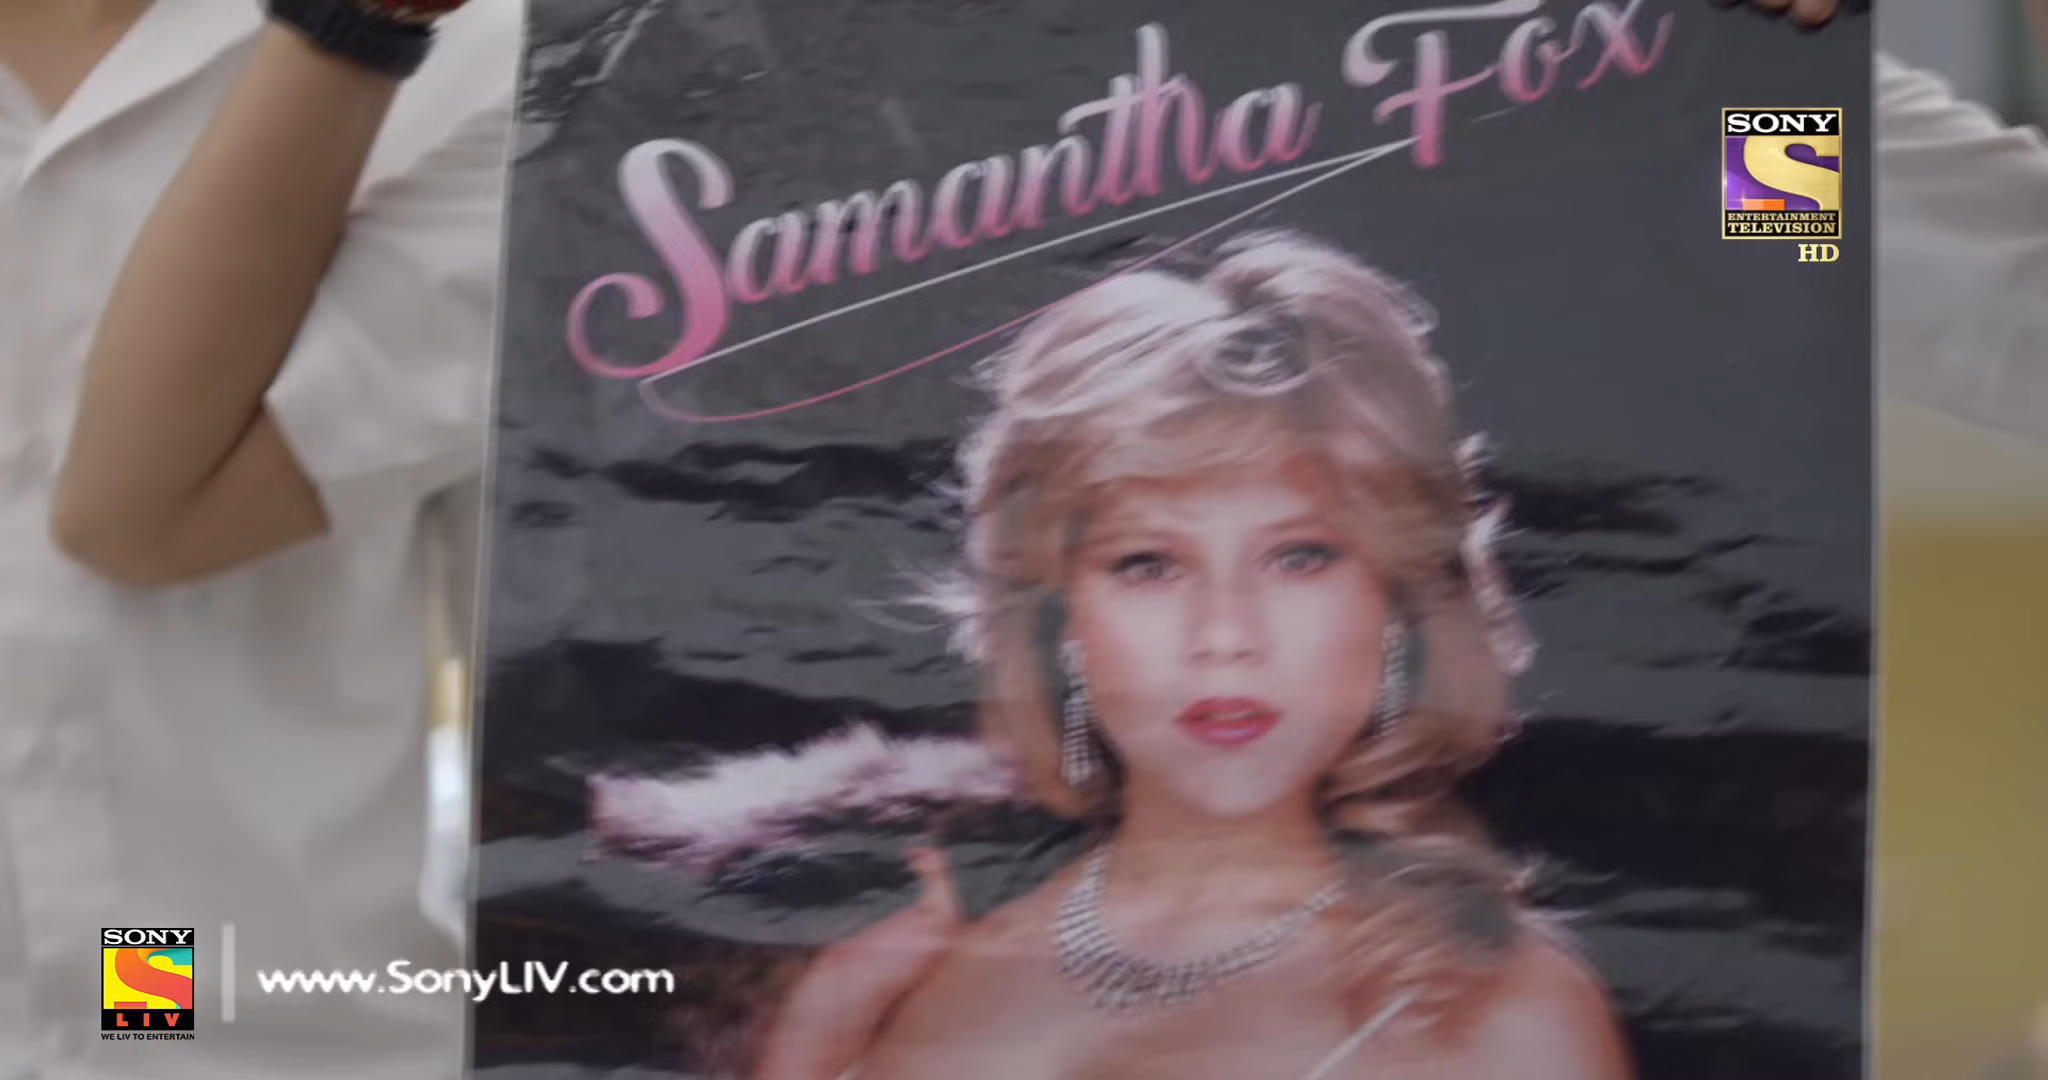 Samantha Fox
SONY
ENTERTAINMENT
TELEVISION
HD
SONY
LIV
WE LIV TO ENTERTAIN
www.SonyLIV.com